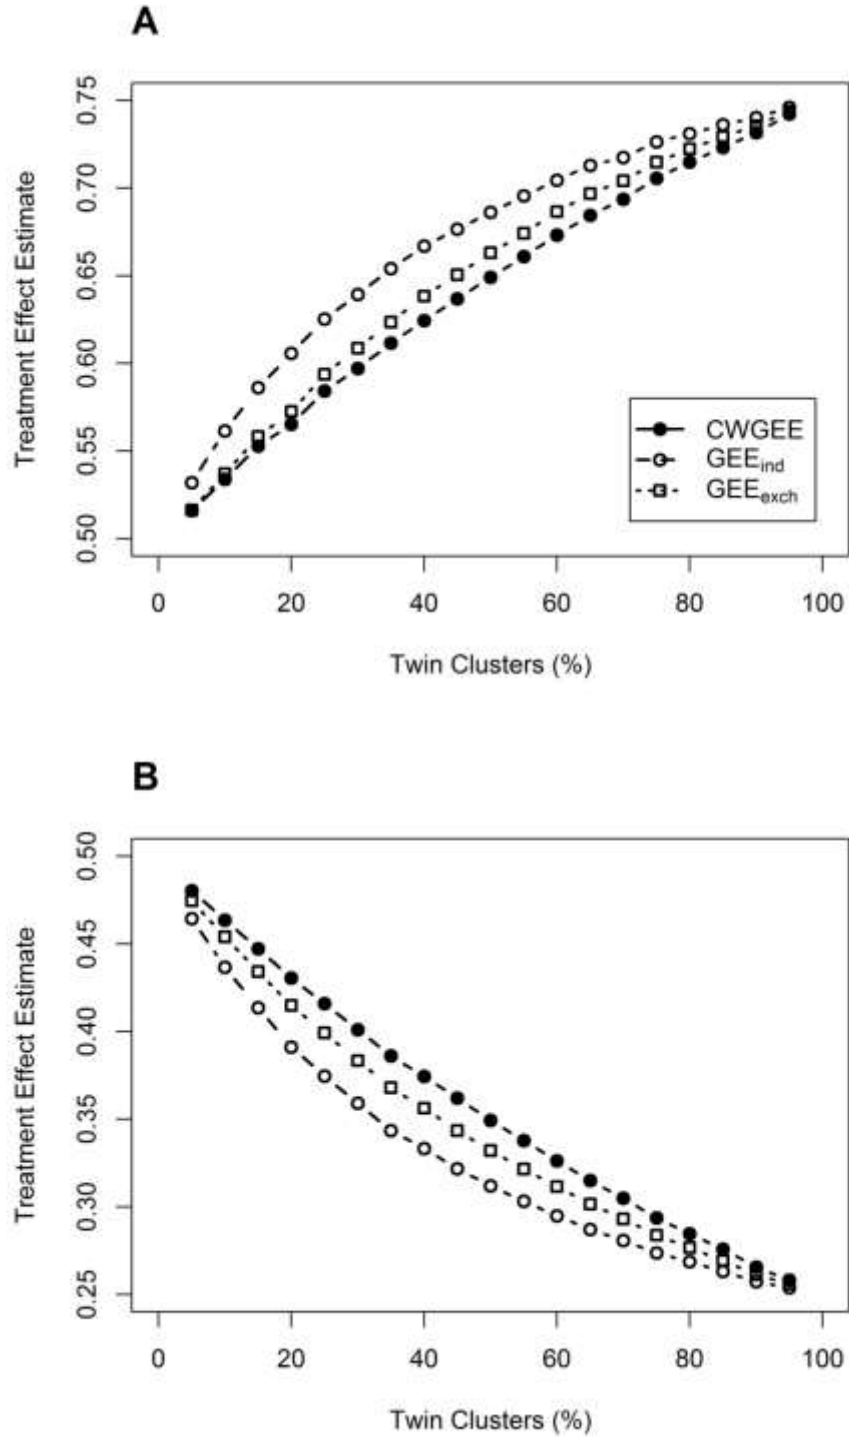 A
Treatment Effect Estimate
0.75
0.70
0.65
0.60
0.55
0.50
CWGEE
GEEind
GEEexch
0 20 40 60 80 100
Twin Clusters (%)
B
Treatment Effect Estimate
0.50
0.45
0.40
0.35
0.30
0.25
0 20 40 60 80 100
Twin Clusters (%)